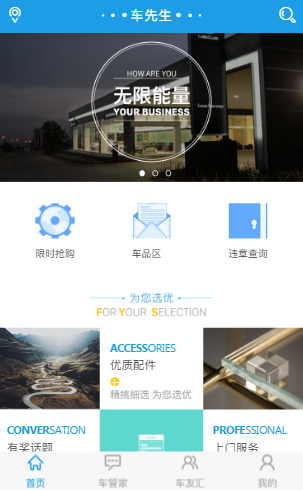 车先生
HOW ARE YOU
无限能量
YOUR BUSINESS
限时抢购
车品区
违章查询
为您选优
FOR YOUR SELECTION
ACCESSORIES
优质配件
精挑细选 为您优选
CONVERSATION
有奖话题
PROFESSIONAL
上门服务
首页
车管家
车友汇
我的